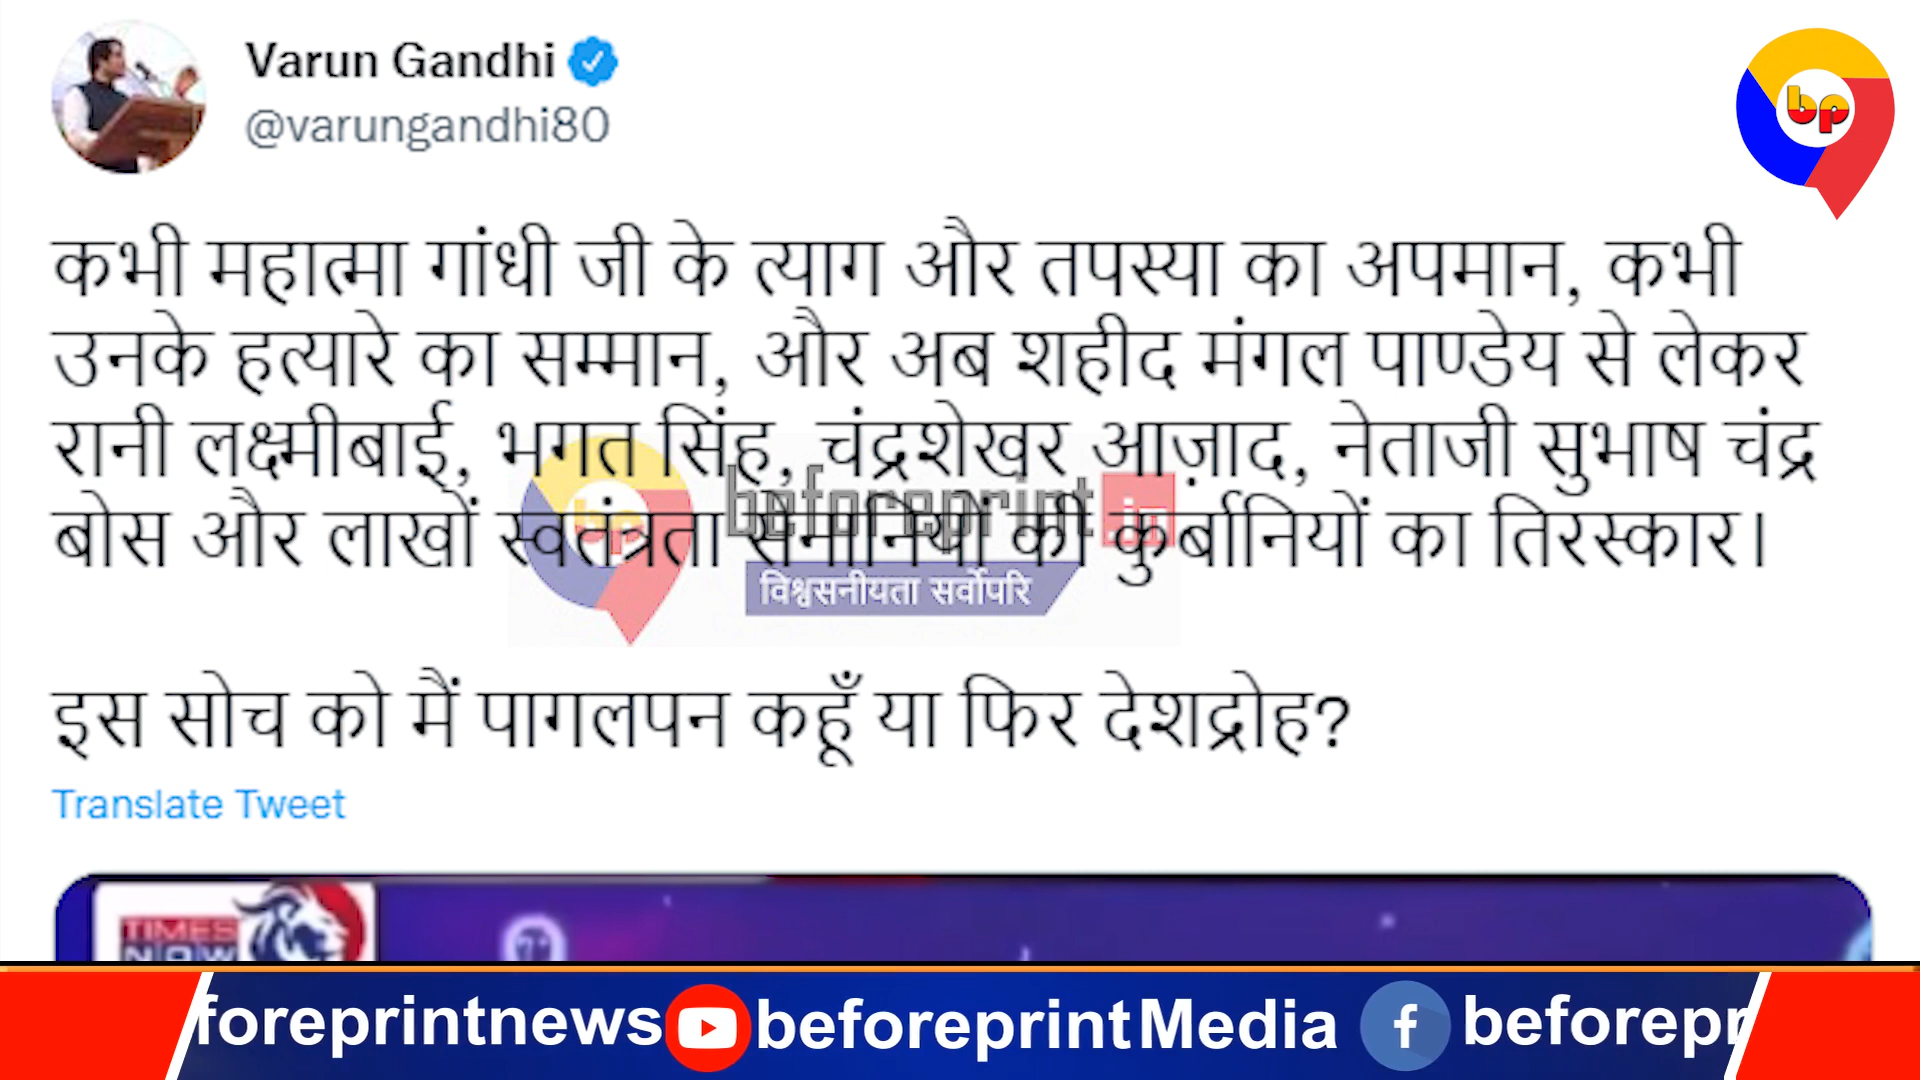 Varun Gandhi
@varungandhi80
bp
कभी महात्मा गांधी जी के त्याग और तपस्या का अपमान, कभी
उनके हत्यारे का सम्मान, और अब शहीद मंगल पाण्डेय से लेकर
रानी लक्ष्मीबाई, भगत सिंह, चंद्रशेखर आज़ाद, नेताजी सुभाष चंद्र
बोस और लाखों स्वतंत्रता सेनानियों की क़ुर्बानियों का तिरस्कार।
bp beforeprint.in
विश्वसनीयता सर्वोपरि
इस सोच को मैं पागलपन कहूँ या फिर देशद्रोह?
Translate Tweet
TIMES
NOW
foreprintnews beforeprintMedia f beforepr